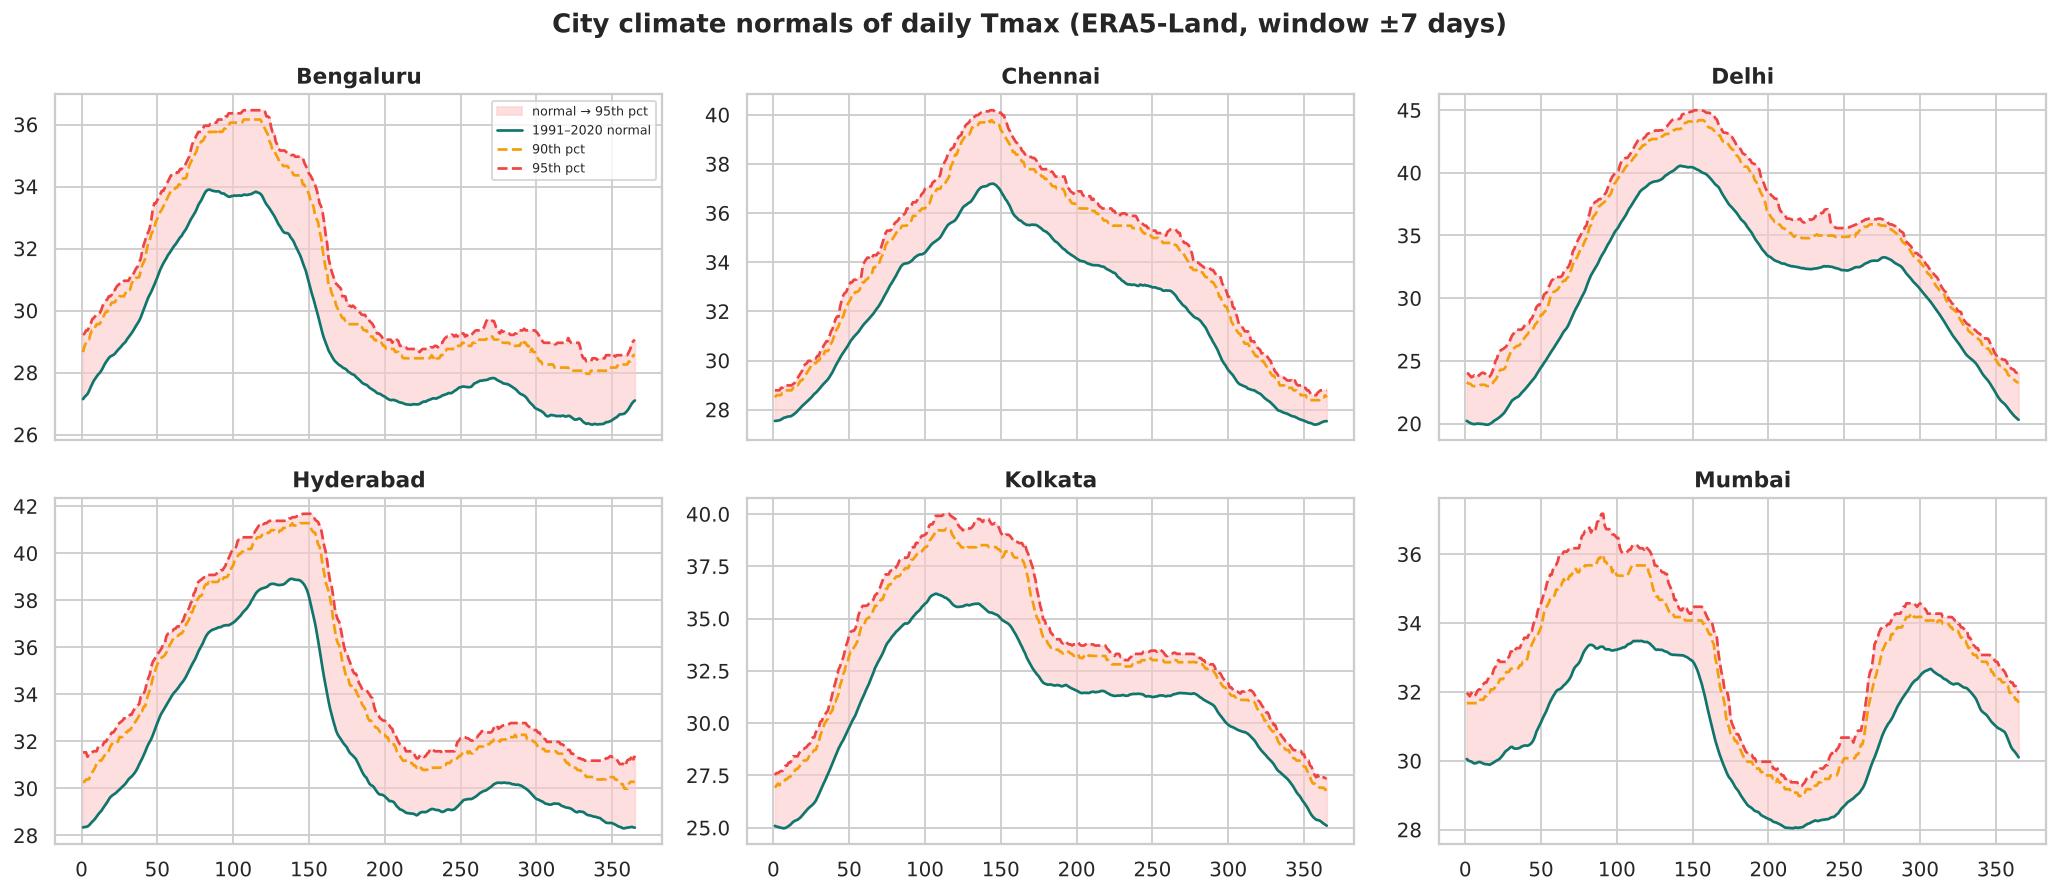 City climate normals of daily Tmax (ERA5-Land, window ±7 days)
Bengaluru
Chennai
Delhi
normal → 95th pct
1991–2020 normal
90th pct
95th pct
36
34
32
30
28
26
40
38
36
34
32
30
28
45
40
35
30
25
20
Hyderabad
Kolkata
Mumbai
42
40
38
36
34
32
30
28
0 50 100 150 200 250 300 350
40.0
37.5
35.0
32.5
30.0
27.5
25.0
0 50 100 150 200 250 300 350
36
34
32
30
28
0 50 100 150 200 250 300 350